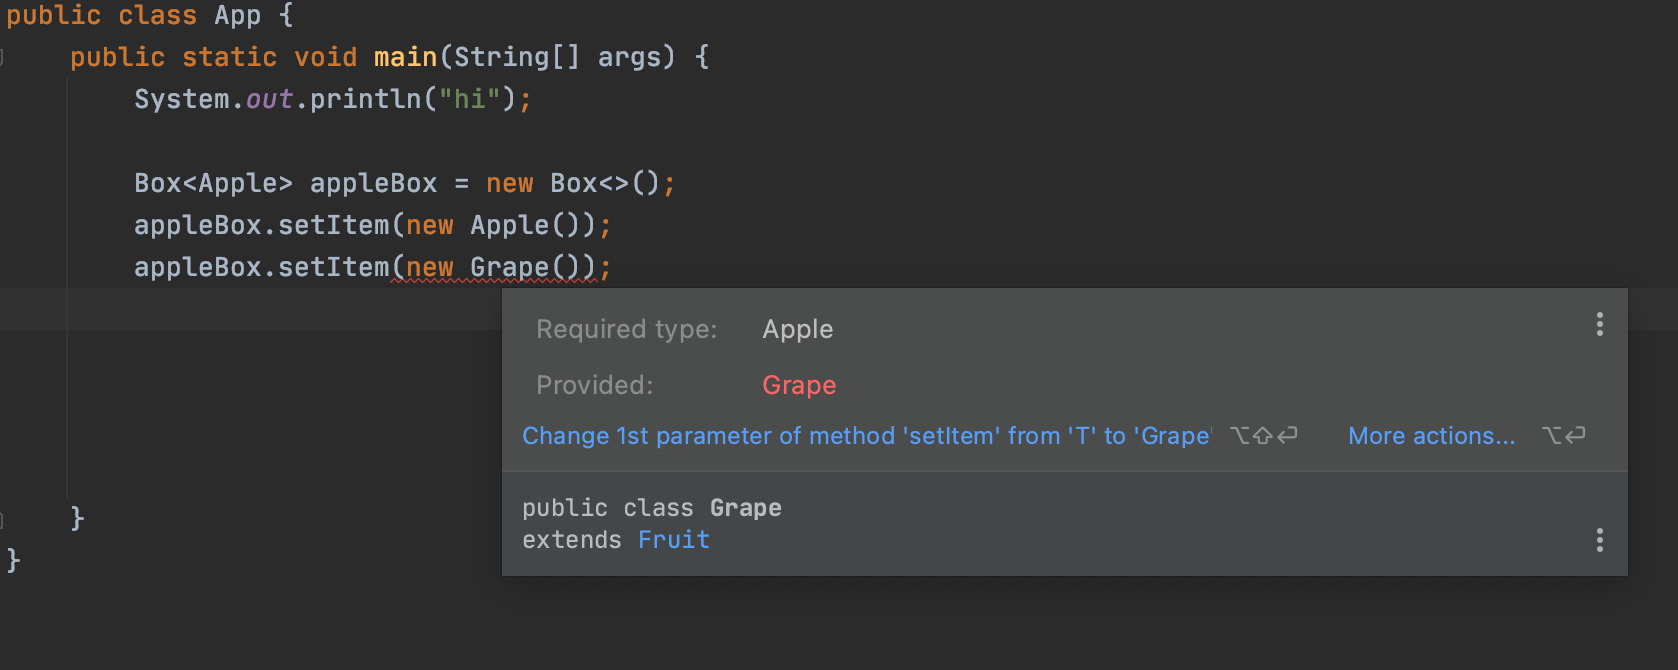 public class App {
public static void main(String[] args) {
System.out.println("hi");
Box<Apple> appleBox = new Box<>();
appleBox.setItem(new Apple());
appleBox.setItem(new Grape());
Required type: Apple
Provided: Grape
Change 1st parameter of method 'setItem' from 'T' to 'Grape' ⌥⇧⏎ More actions... ⌥⏎
public class Grape
extends Fruit
}
}